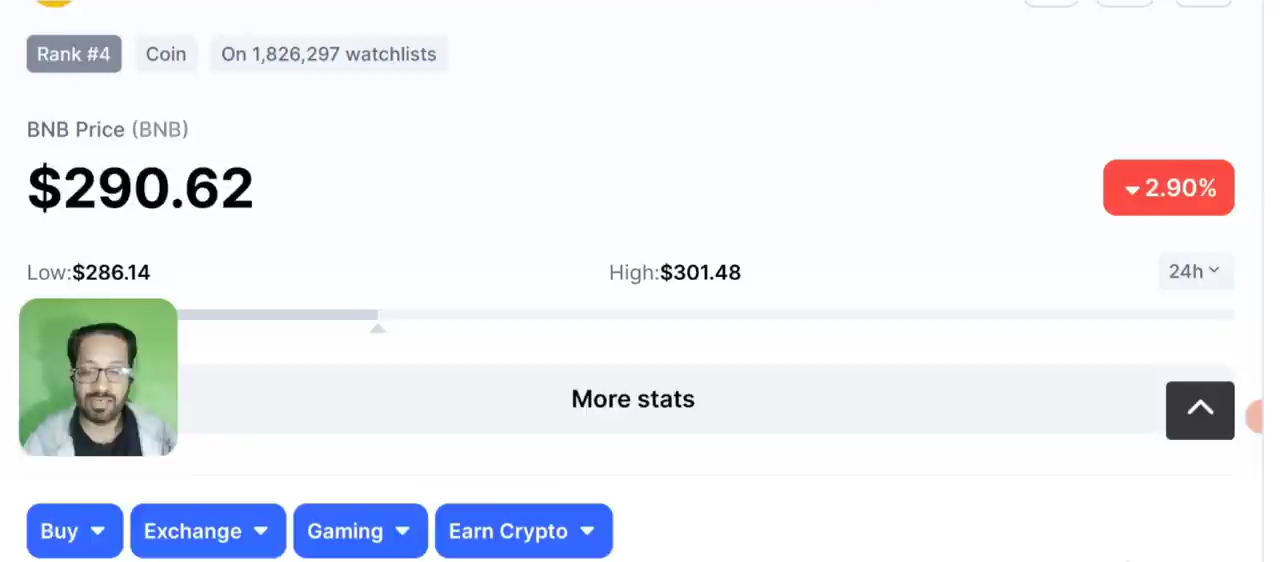 Rank #4 Coin On 1,826,297 watchlists
BNB Price (BNB)
$290.62 2.90%
Low:$286.14 High:$301.48 24h
More stats
Buy Exchange Gaming Earn Crypto